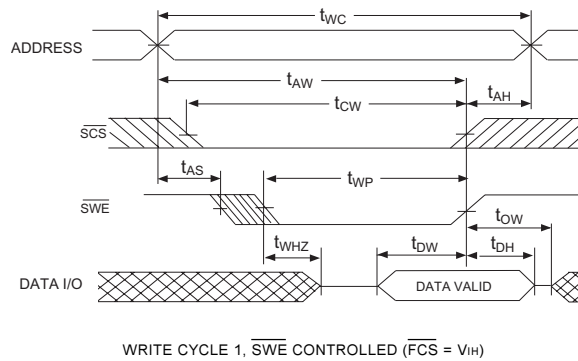 tWC
ADDRESS
tAW
tCW
tAH
SCS
tAS
tWP
SWE
tOW
tWHZ
tDW
tDH
DATA I/O
DATA VALID
WRITE CYCLE 1, SWE CONTROLLED (FCS = VIH)